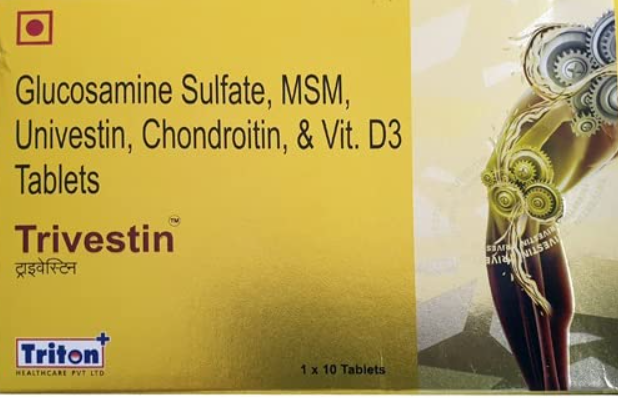 Glucosamine Sulfate, MSM,
Univestin, Chondroitin, & Vit. D3
Tablets
Trivestin™
ट्राइवेस्टिन
Triton+
HEALTHCARE PVT LTD
1 x 10 Tablets